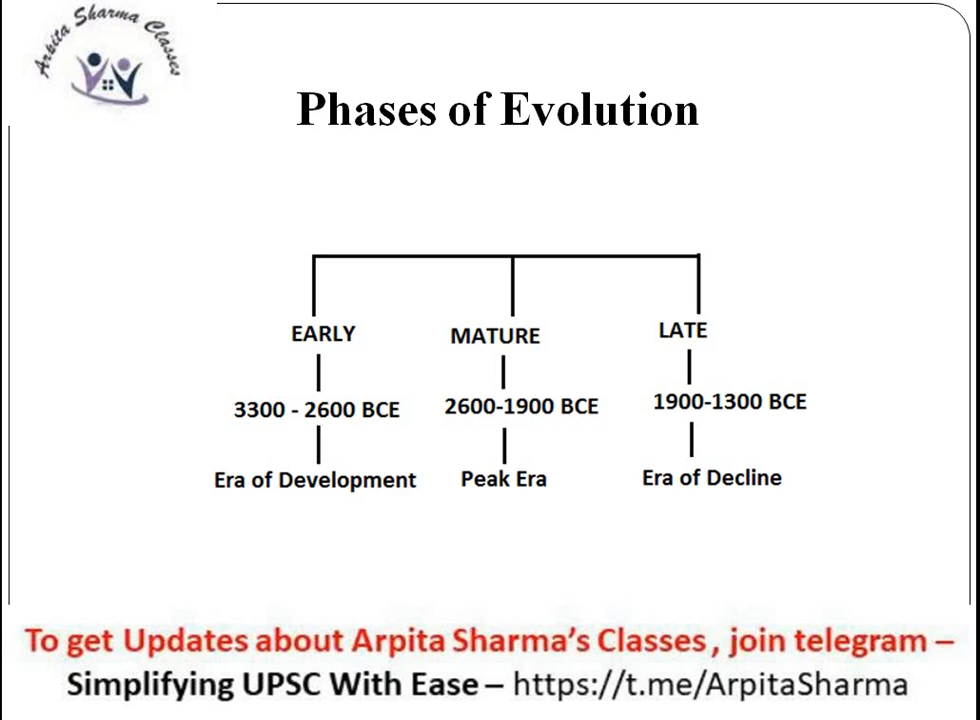 Arpita Sharma Classes
Phases of Evolution
EARLY MATURE LATE
3300 - 2600 BCE 2600-1900 BCE 1900-1300 BCE
Era of Development Peak Era Era of Decline
To get Updates about Arpita Sharma's Classes, join telegram –
Simplifying UPSC With Ease – https://t.me/ArpitaSharma